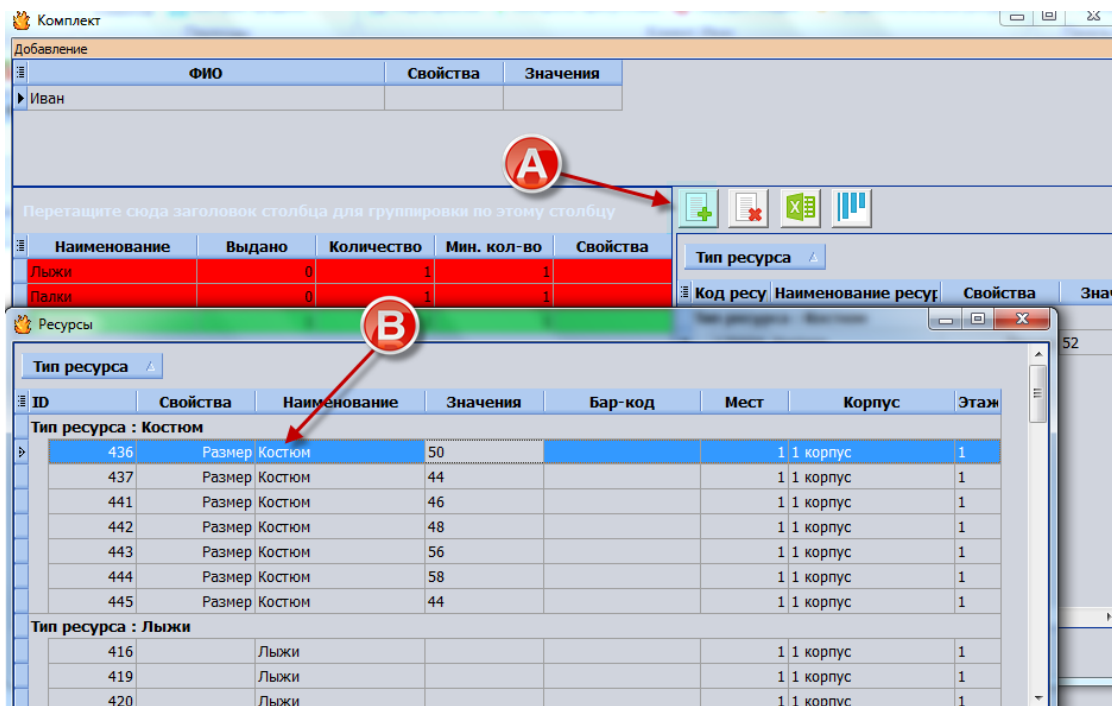 Комплект
Добавление
ФИО Свойства Значения
Иван
A
Перетащите сюда заголовок столбца для группировки по этому столбцу
Наименование Выдано Количество Мин. кол-во Свойства
Тип ресурса
Лыжи 0 1 1
Код ресу Наименование ресур Свойства Знач
Палки 0 1 1
B
Ресурсы
52
Тип ресурса
ID Свойства Наименование Значения Бар-код Мест Корпус Этаж
Тип ресурса : Костюм
436 Размер Костюм 50 1 1 корпус 1
437 Размер Костюм 44 1 1 корпус 1
441 Размер Костюм 46 1 1 корпус 1
442 Размер Костюм 48 1 1 корпус 1
443 Размер Костюм 56 1 1 корпус 1
444 Размер Костюм 58 1 1 корпус 1
445 Размер Костюм 44 1 1 корпус 1
Тип ресурса : Лыжи
416 Лыжи 1 1 корпус 1
419 Лыжи 1 1 корпус 1
420 Лыжи 1 1 корпус 1